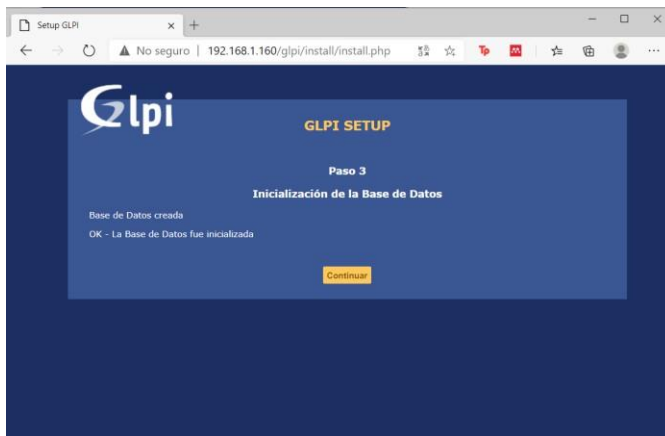 Setup GLPI
No seguro | 192.168.1.160/glpi/install/install.php
Glpi
GLPI SETUP
Paso 3
Inicialización de la Base de Datos
Base de Datos creada
OK - La Base de Datos fue inicializada
Continuar